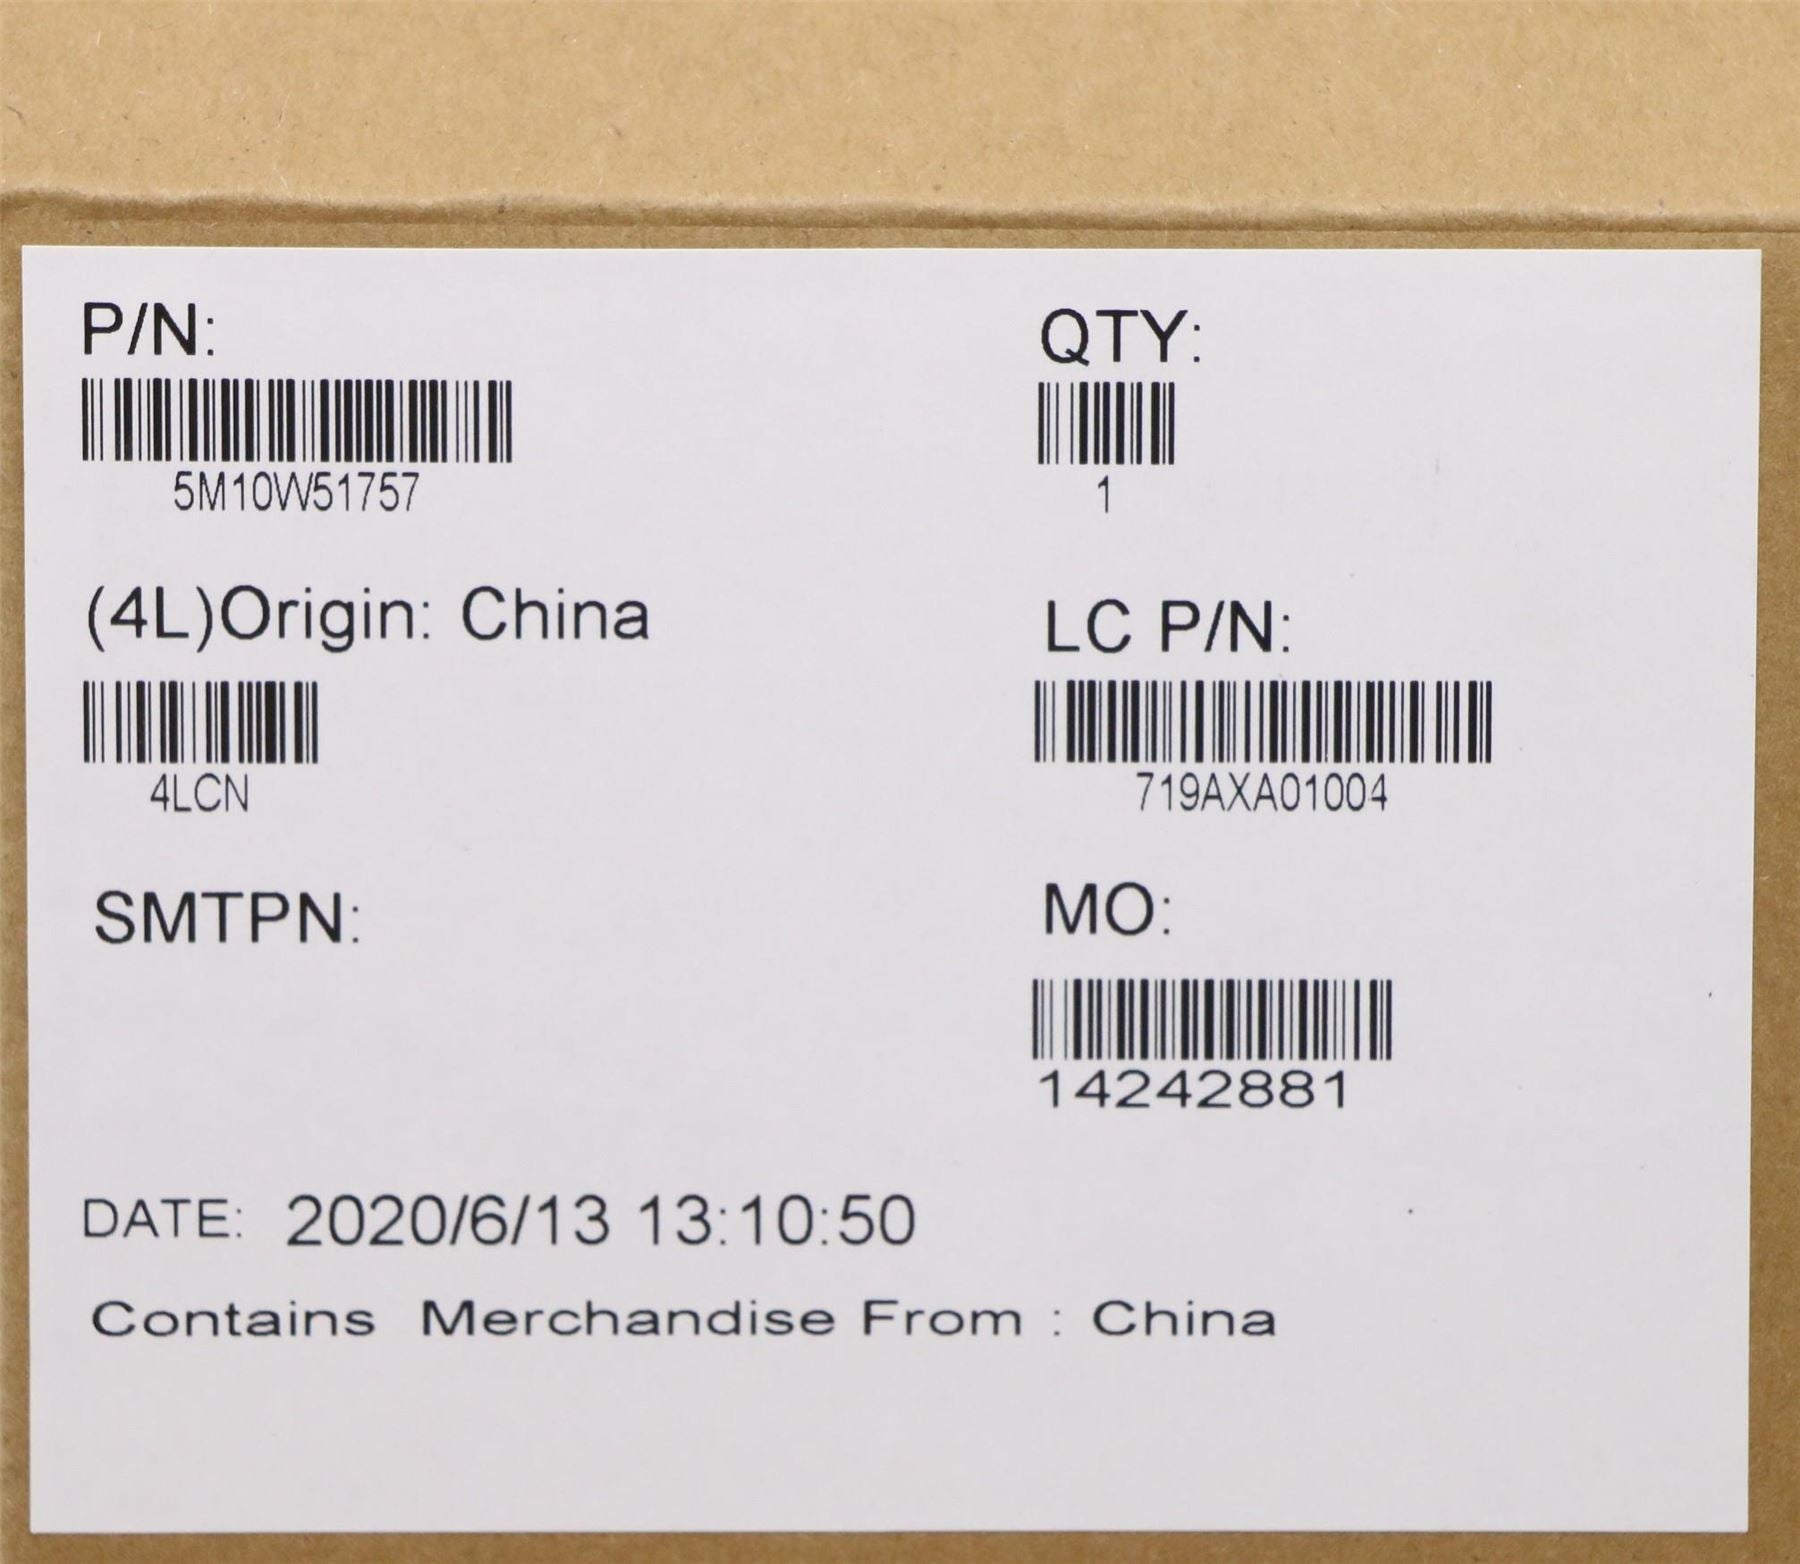 P/N:
QTY:
5M10W51757
1
(4L)Origin: China
LC P/N:
4LCN
719AXA01004
SMTPN:
MO:
14242881
DATE: 2020/6/13 13:10:50
Contains Merchandise From : China